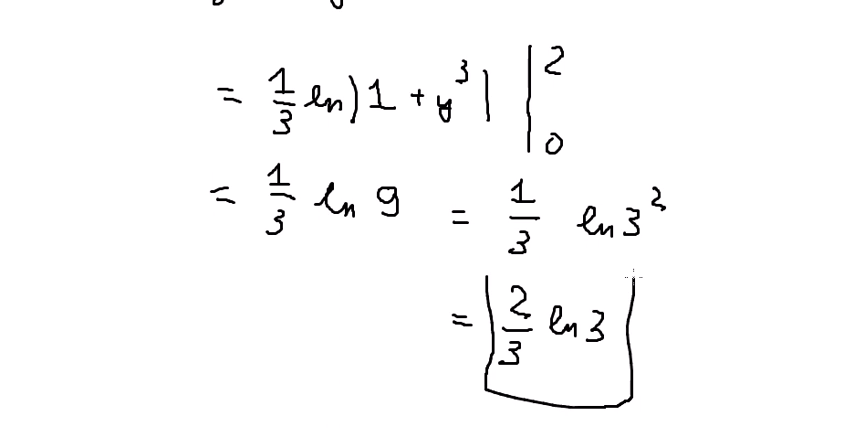 = 1/3 ln|1 + y³| |₀²
= 1/3 ln 9 = 1/3 ln 3²
= 2/3 ln 3